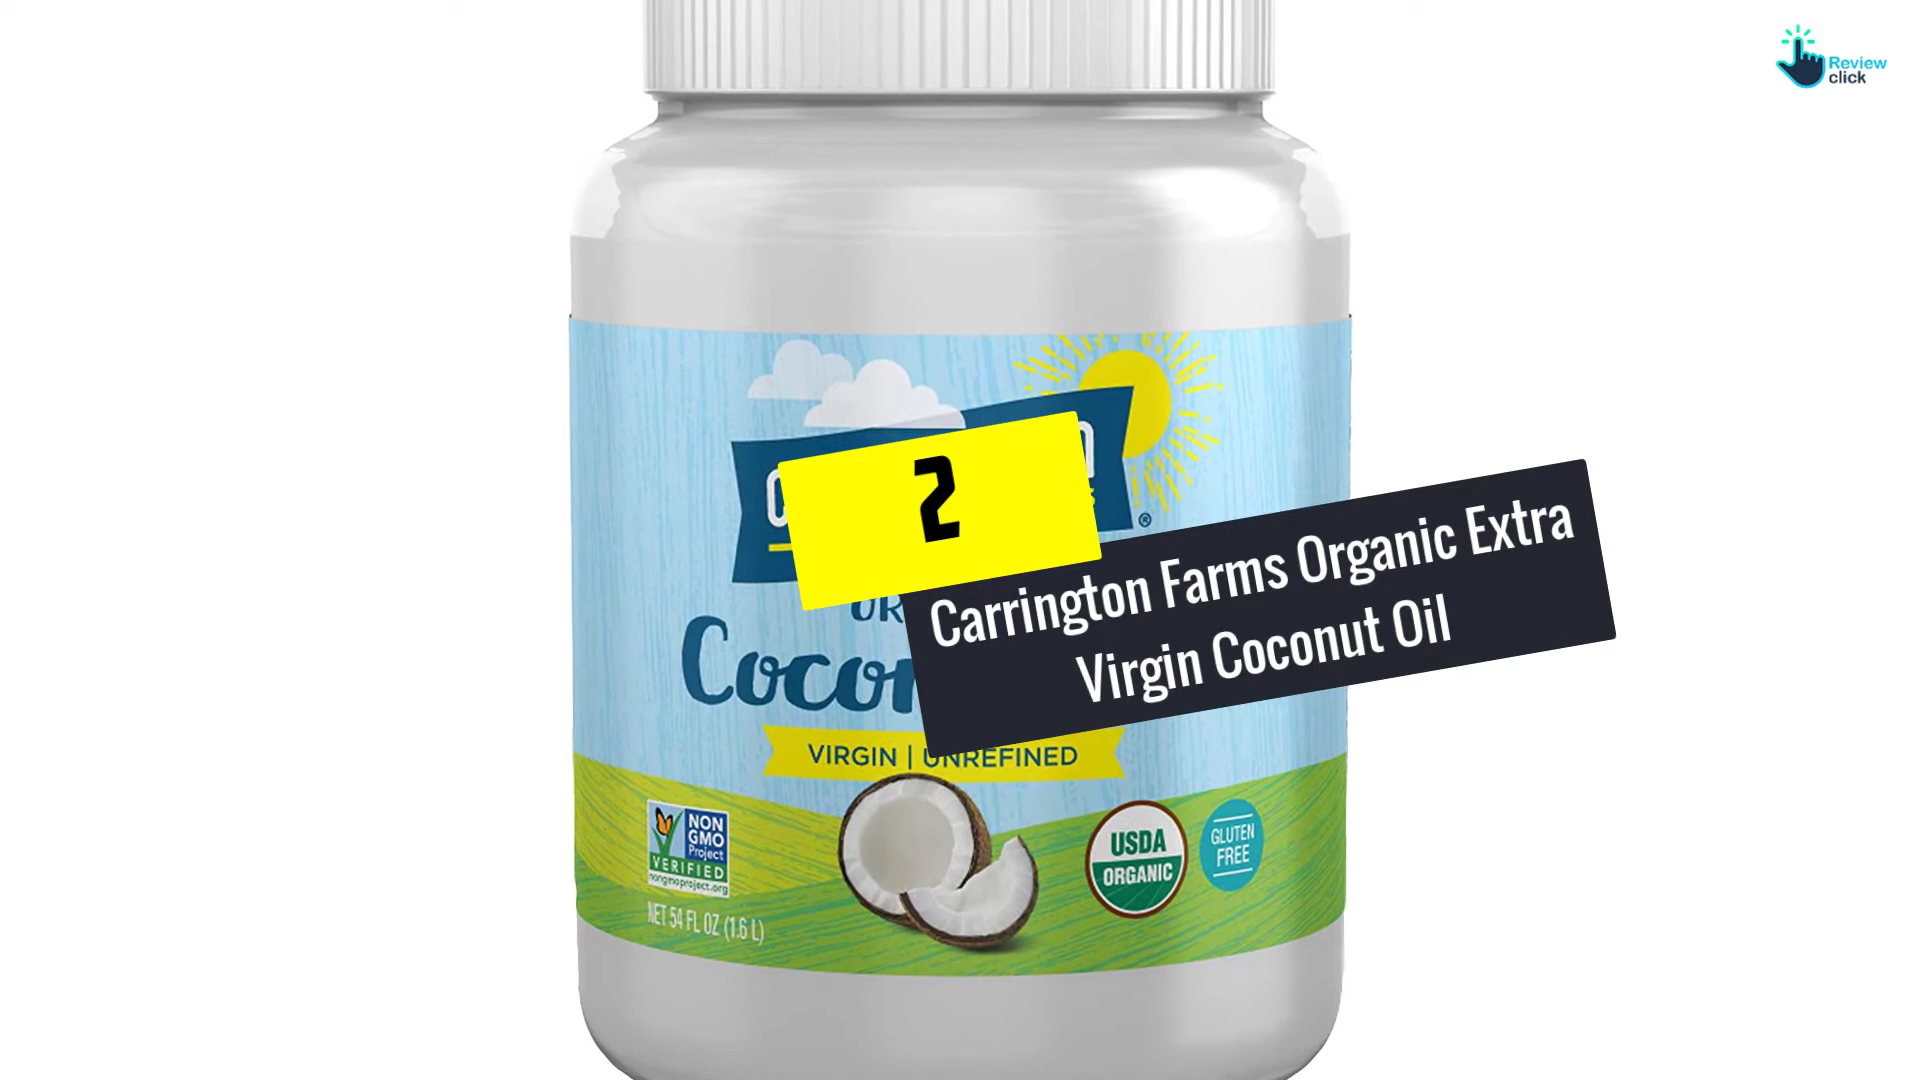 Review
click
2
Carrington Farms Organic Extra
Virgin Coconut Oil
VIRGIN | UNREFINED
NON
GMO
Project
VERIFIED
nongmoproject.org
USDA
ORGANIC
GLUTEN
FREE
NET 54 FL OZ (1.6 L)